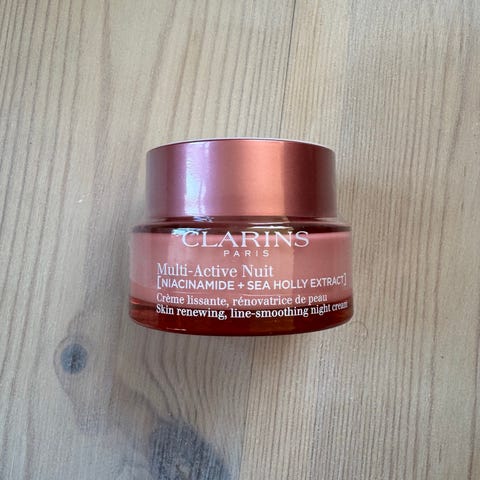 CLARINS
PARIS
Multi-Active Nuit
[NIACINAMIDE + SEA HOLLY EXTRACT]
Crème lissante, rénovatrice de peau
Skin renewing, line-smoothing night cream